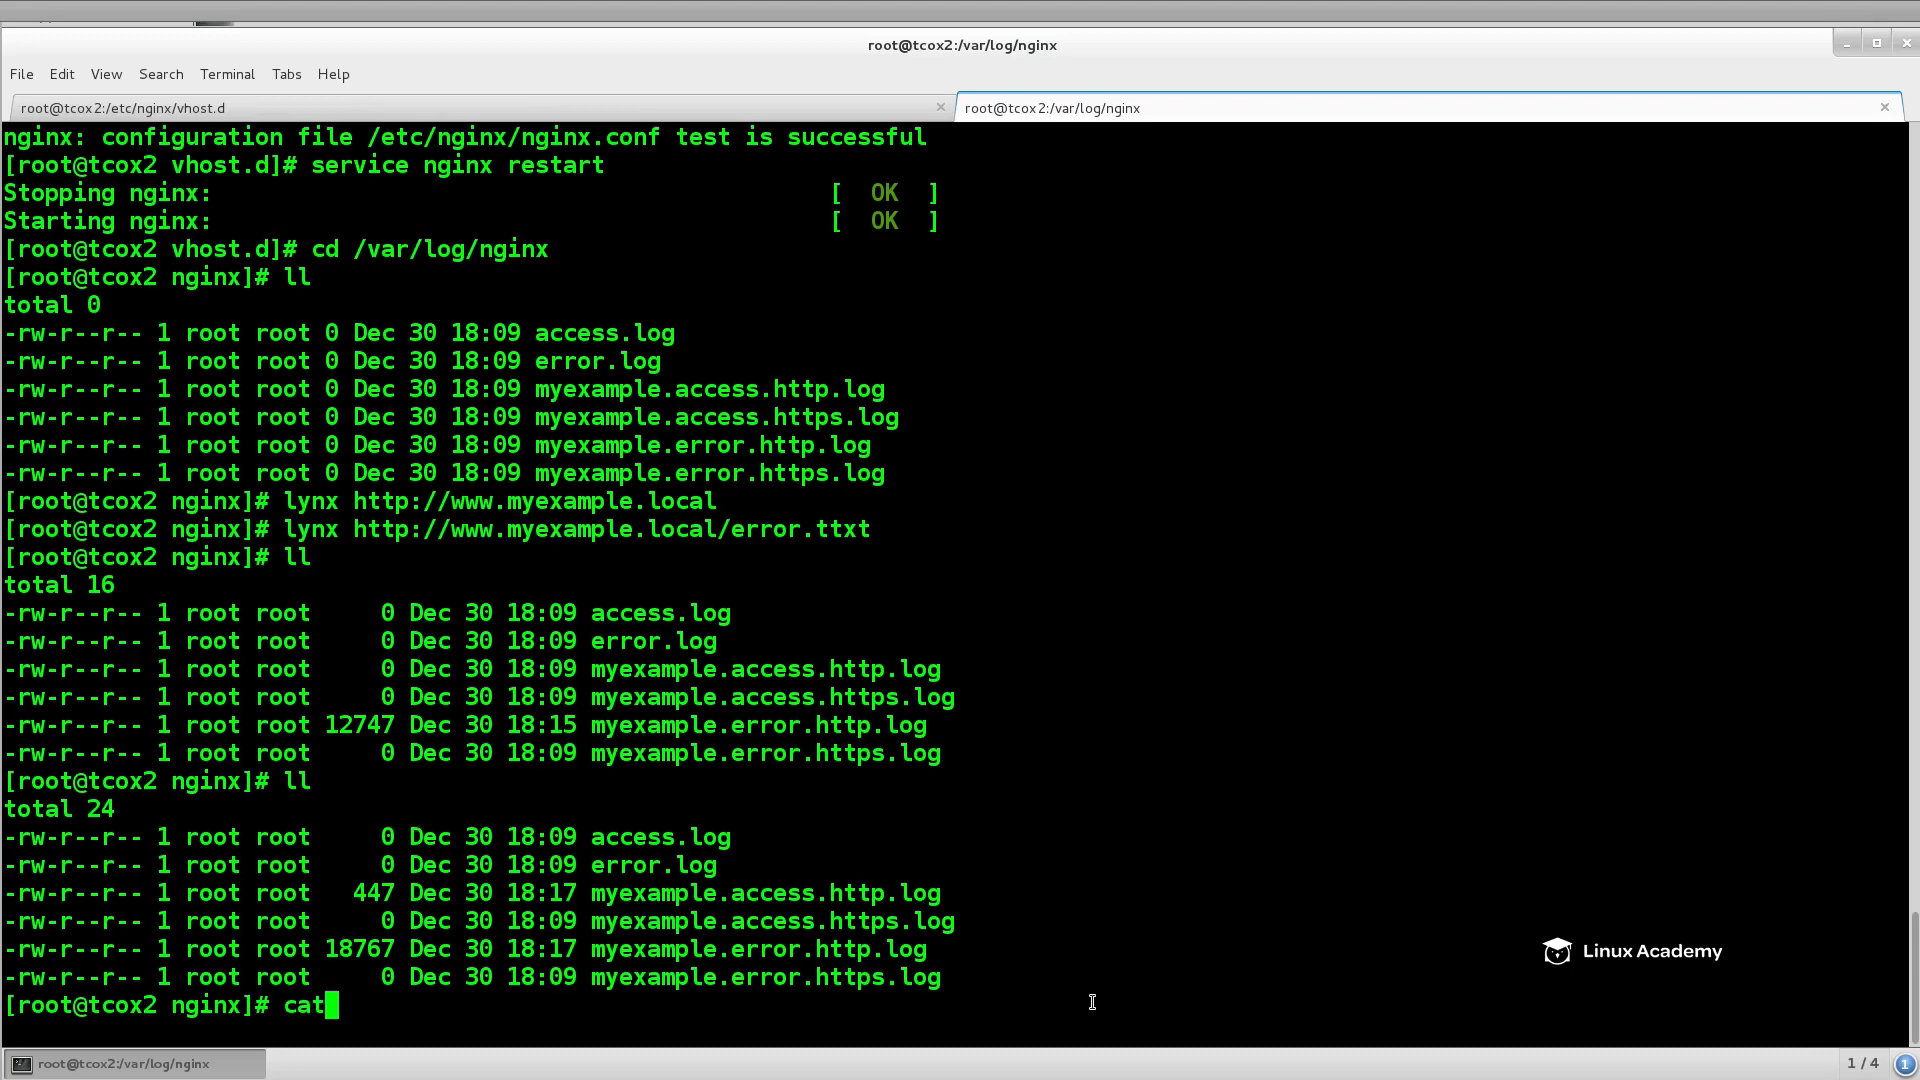 root@tcox2:/var/log/nginx
File Edit View Search Terminal Tabs Help
root@tcox2:/etc/nginx/vhost.d
root@tcox2:/var/log/nginx
nginx: configuration file /etc/nginx/nginx.conf test is successful
[root@tcox2 vhost.d]# service nginx restart
Stopping nginx: [ OK ]
Starting nginx: [ OK ]
[root@tcox2 vhost.d]# cd /var/log/nginx
[root@tcox2 nginx]# ll
total 0
-rw-r--r-- 1 root root 0 Dec 30 18:09 access.log
-rw-r--r-- 1 root root 0 Dec 30 18:09 error.log
-rw-r--r-- 1 root root 0 Dec 30 18:09 myexample.access.http.log
-rw-r--r-- 1 root root 0 Dec 30 18:09 myexample.access.https.log
-rw-r--r-- 1 root root 0 Dec 30 18:09 myexample.error.http.log
-rw-r--r-- 1 root root 0 Dec 30 18:09 myexample.error.https.log
[root@tcox2 nginx]# lynx http://www.myexample.local
[root@tcox2 nginx]# lynx http://www.myexample.local/error.ttxt
[root@tcox2 nginx]# ll
total 16
-rw-r--r-- 1 root root     0 Dec 30 18:09 access.log
-rw-r--r-- 1 root root     0 Dec 30 18:09 error.log
-rw-r--r-- 1 root root     0 Dec 30 18:09 myexample.access.http.log
-rw-r--r-- 1 root root     0 Dec 30 18:09 myexample.access.https.log
-rw-r--r-- 1 root root 12747 Dec 30 18:15 myexample.error.http.log
-rw-r--r-- 1 root root     0 Dec 30 18:09 myexample.error.https.log
[root@tcox2 nginx]# ll
total 24
-rw-r--r-- 1 root root     0 Dec 30 18:09 access.log
-rw-r--r-- 1 root root     0 Dec 30 18:09 error.log
-rw-r--r-- 1 root root   447 Dec 30 18:17 myexample.access.http.log
-rw-r--r-- 1 root root     0 Dec 30 18:09 myexample.access.https.log
-rw-r--r-- 1 root root 18767 Dec 30 18:17 myexample.error.http.log
-rw-r--r-- 1 root root     0 Dec 30 18:09 myexample.error.https.log
[root@tcox2 nginx]# cat
Linux Academy
root@tcox2:/var/log/nginx
1 / 4
1